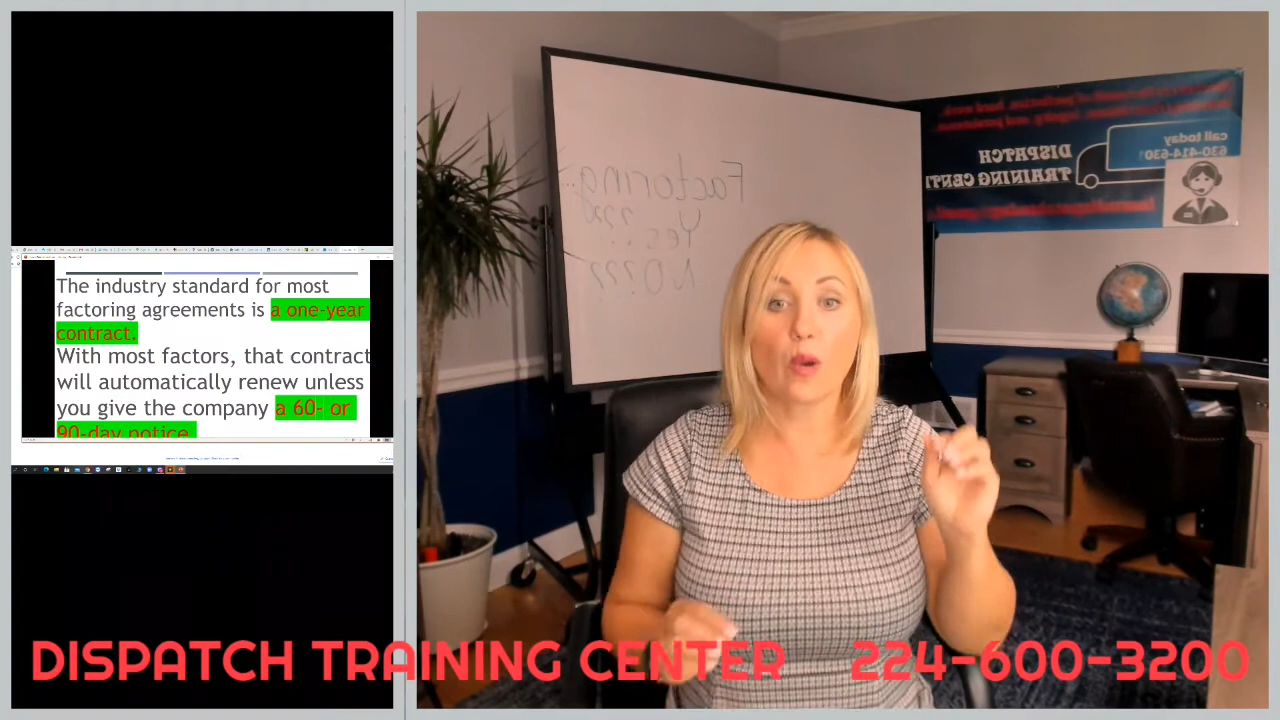 The industry standard for most
factoring agreements is a one-year
contract.
With most factors, that contract
will automatically renew unless
you give the company a 60- or
90-day notice.
Factoring
Yes ???
NO???
call today
DISPATCH
TRAINING CENT
DISPATCH TRAINING CENTER 224-600-3200